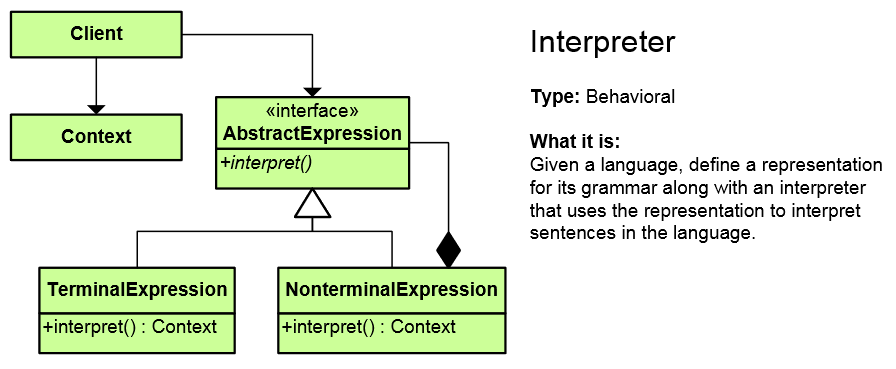 Client
Context
«interface»
AbstractExpression
+interpret()
TerminalExpression
+interpret() : Context
NonterminalExpression
+interpret() : Context
Interpreter
Type: Behavioral
What it is:
Given a language, define a representation
for its grammar along with an interpreter
that uses the representation to interpret
sentences in the language.